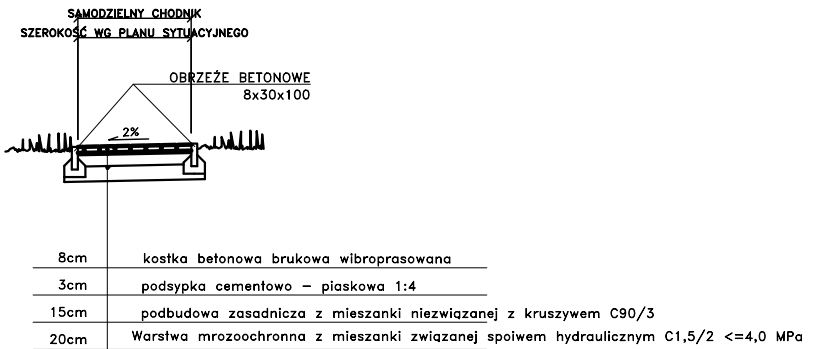 SAMODZIELNY CHODNIK
SZEROKOŚĆ WG PLANU SYTUACYJNEGO
OBRZEŻE BETONOWE
8x30x100
2%
8cm kostka betonowa brukowa wibroprasowana
3cm podsypka cementowo – piaskowa 1:4
15cm podbudowa zasadnicza z mieszanki niezwiązanej z kruszywem C90/3
20cm Warstwa mrozoochronna z mieszanki związanej spoiwem hydraulicznym C1,5/2 <=4,0 MPa